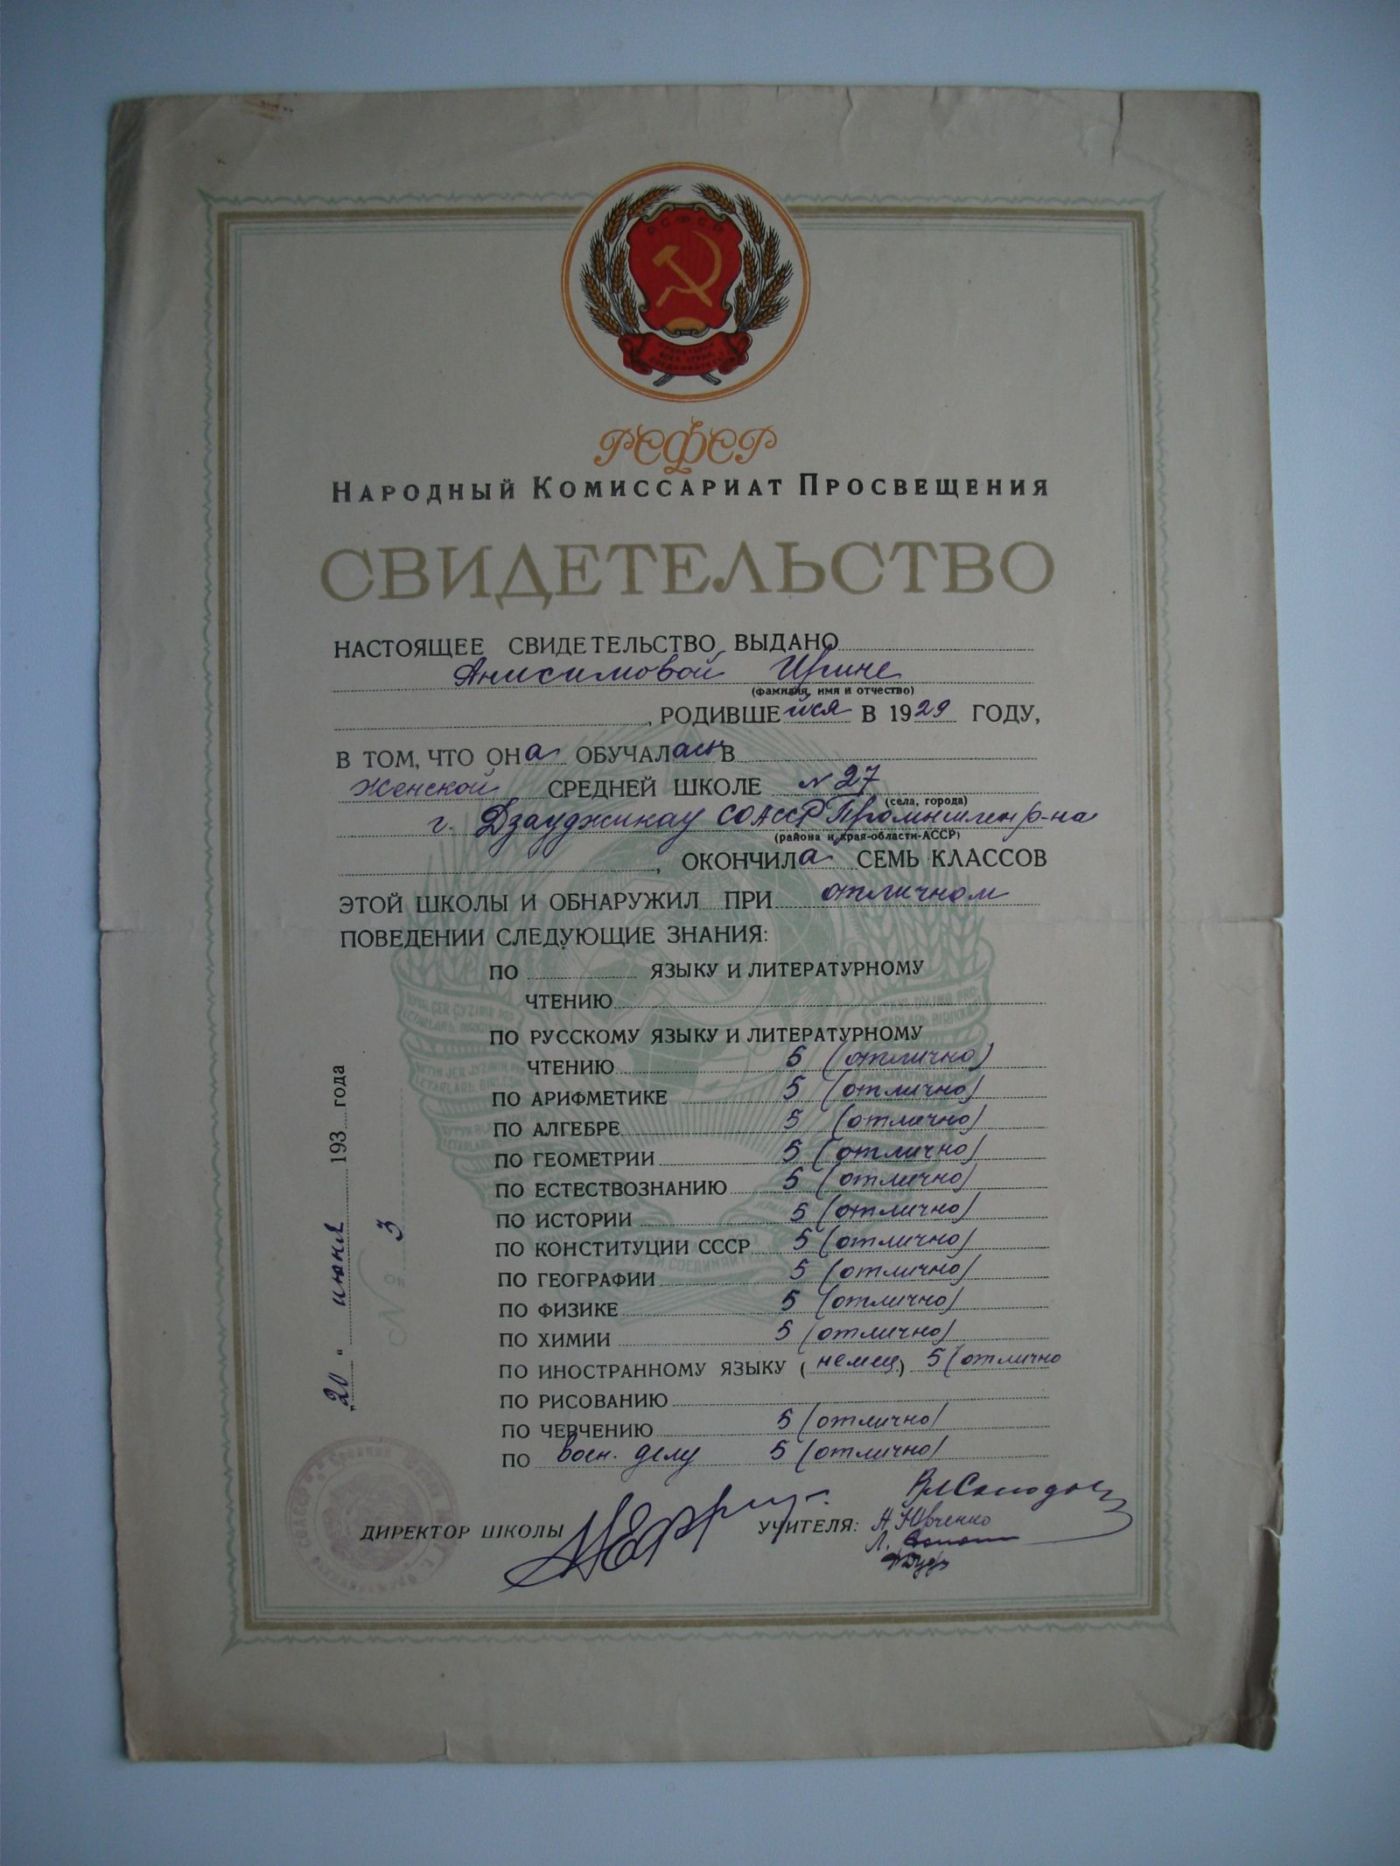 РСФСР
РСФСР
НАРОДНЫЙ КОМИССАРИАТ ПРОСВЕЩЕНИЯ
СВИДЕТЕЛЬСТВО
НАСТОЯЩЕЕ СВИДЕТЕЛЬСТВО ВЫДАНО
Анисимовой Ирине
(фамилия, имя и отчество)
, РОДИВШЕйся В 1929 ГОДУ,
В ТОМ, ЧТО ОНа ОБУЧАЛась В
Женской СРЕДНЕЙ ШКОЛЕ №27
(села, города)
г. Дзауджикау СОАССР Промышлен р-на
(района и края-области-АССР)
, ОКОНЧИЛа СЕМЬ КЛАССОВ
ЭТОЙ ШКОЛЫ И ОБНАРУЖИЛ ПРИ отличном
ПОВЕДЕНИИ СЛЕДУЮЩИЕ ЗНАНИЯ:
ПО ЯЗЫКУ И ЛИТЕРАТУРНОМУ
ЧТЕНИЮ
ПО РУССКОМУ ЯЗЫКУ И ЛИТЕРАТУРНОМУ
ЧТЕНИЮ 5 (отлично)
ПО АРИФМЕТИКЕ 5 (отлично)
ПО АЛГЕБРЕ 5 (отлично)
ПО ГЕОМЕТРИИ 5 (отлично)
ПО ЕСТЕСТВОЗНАНИЮ 5 (отлично)
ПО ИСТОРИИ 5 (отлично)
ПО КОНСТИТУЦИИ СССР 5 (отлично)
ПО ГЕОГРАФИИ 5 (отлично)
ПО ФИЗИКЕ 5 (отлично)
ПО ХИМИИ 5 (отлично)
ПО ИНОСТРАННОМУ ЯЗЫКУ (немец) 5 (отлично
ПО РИСОВАНИЮ
ПО ЧЕРЧЕНИЮ 5 (отлично)
ПО воен. делу 5 (отлично)
„20" июня 193 года
№ 3
ДИРЕКТОР ШКОЛЫ
УЧИТЕЛЯ:
Н Ювченко